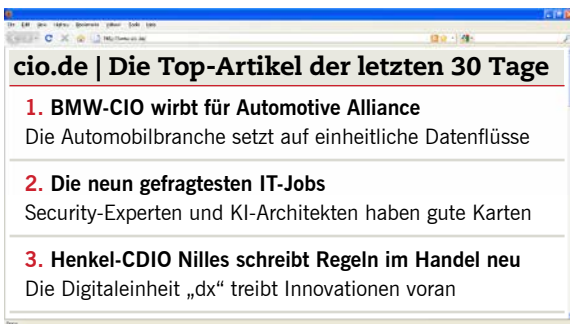 cio.de | Die Top-Artikel der letzten 30 Tage
1. BMW-CIO wirbt für Automotive Alliance
Die Automobilbranche setzt auf einheitliche Datenflüsse
2. Die neun gefragtesten IT-Jobs
Security-Experten und KI-Architekten haben gute Karten
3. Henkel-CDIO Nilles schreibt Regeln im Handel neu
Die Digitaleinheit „dx“ treibt Innovationen voran